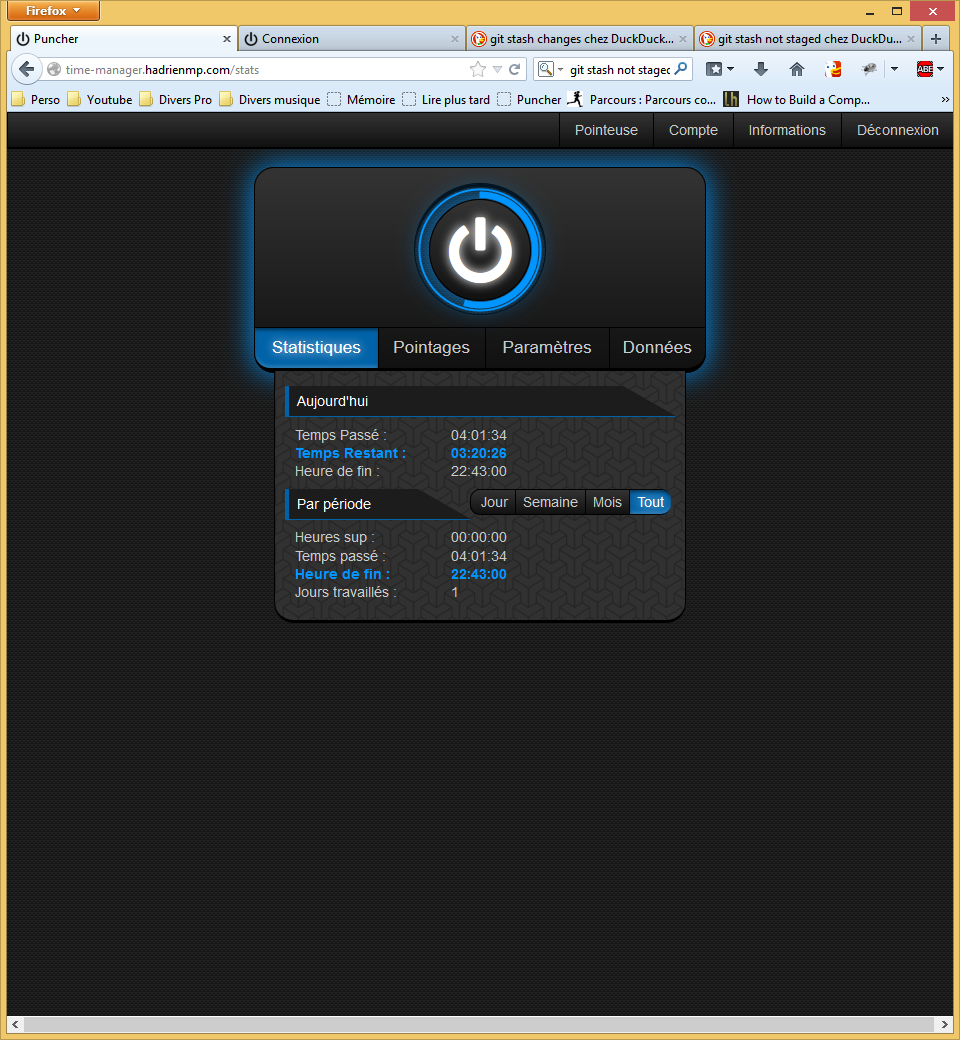 Firefox
Puncher
Connexion
git stash changes chez DuckDuck...
git stash not staged chez DuckDu...
time-manager.hadrienmp.com/stats
git stash not staged
ABE
Perso
Youtube
Divers Pro
Divers musique
Mémoire
Lire plus tard
Puncher
Parcours : Parcours co...
lh
How to Build a Comp...
Pointeuse
Compte
Informations
Déconnexion
Statistiques
Pointages
Paramètres
Données
Aujourd'hui
Temps Passé : 04:01:34
Temps Restant : 03:20:26
Heure de fin : 22:43:00
Par période
Jour
Semaine
Mois
Tout
Heures sup : 00:00:00
Temps passé : 04:01:34
Heure de fin : 22:43:00
Jours travaillés : 1